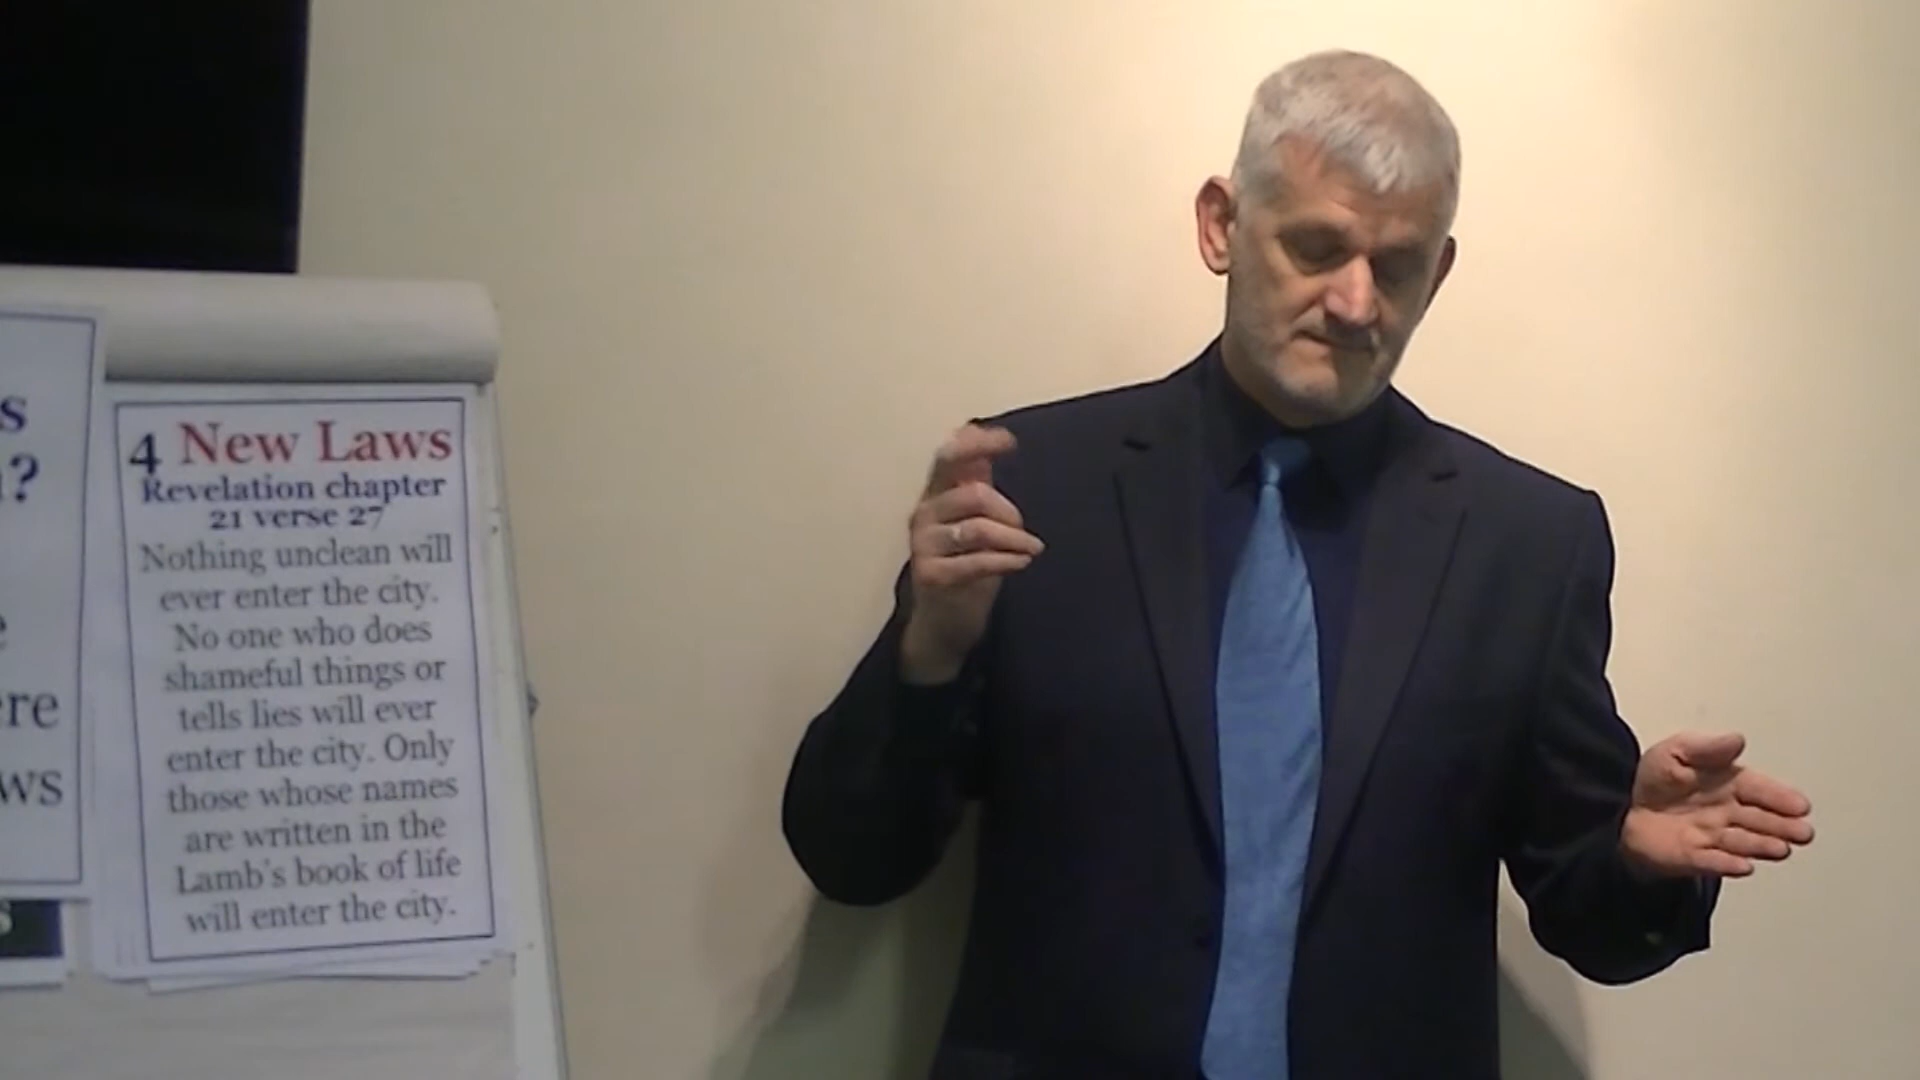 s
?
ere
ws
s
4 New Laws
Revelation chapter
21 verse 27
Nothing unclean will
ever enter the city.
No one who does
shameful things or
tells lies will ever
enter the city. Only
those whose names
are written in the
Lamb's book of life
will enter the city.